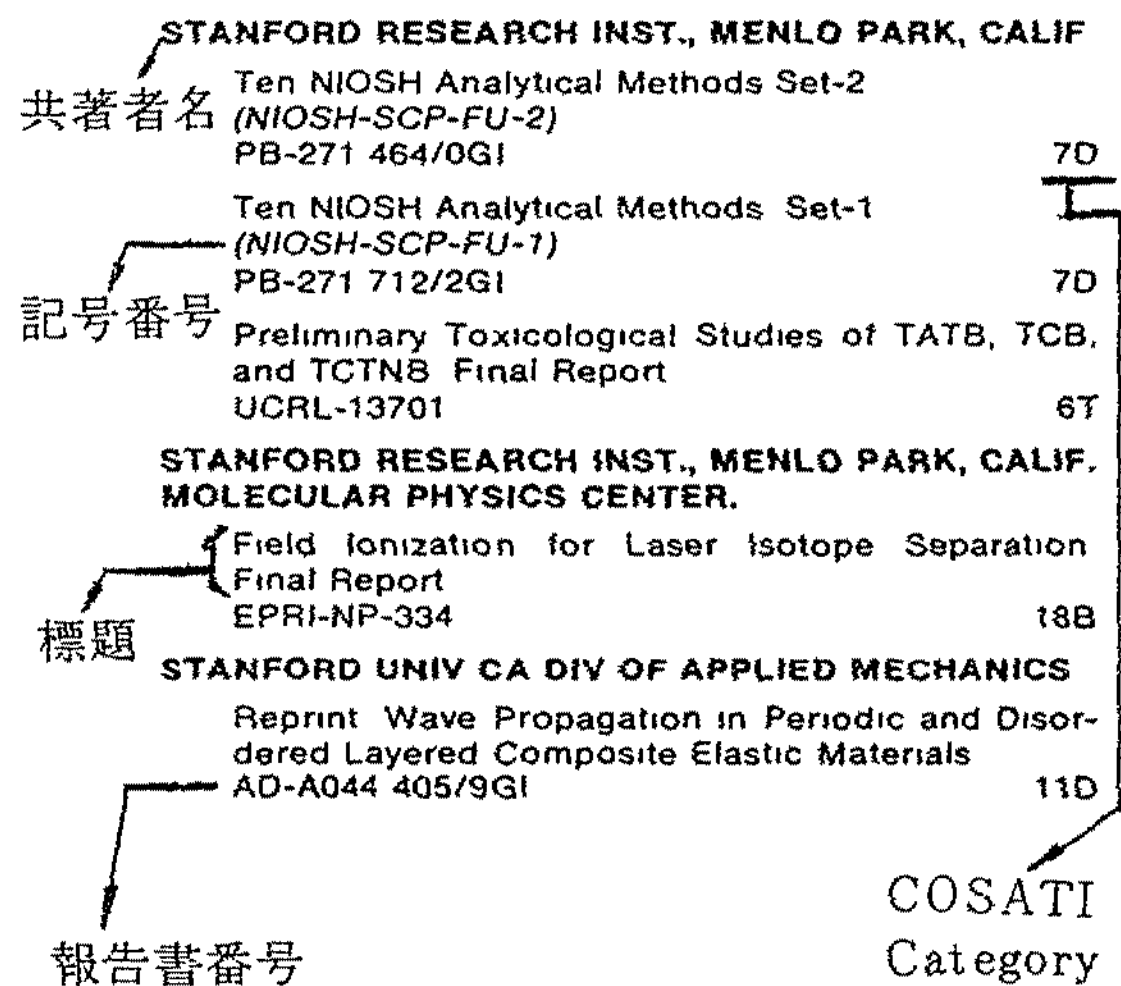 STANFORD RESEARCH INST., MENLO PARK, CALIF
共著者名
Ten NIOSH Analytical Methods Set-2
(NIOSH-SCP-FU-2)
PB-271 464/0GI 7D
Ten NIOSH Analytical Methods Set-1
(NIOSH-SCP-FU-1)
PB-271 712/2GI 7D
記号番号
Preliminary Toxicological Studies of TATB, TCB,
and TCTNB Final Report
UCRL-13701 6T
STANFORD RESEARCH INST., MENLO PARK, CALIF.
MOLECULAR PHYSICS CENTER.
Field Ionization for Laser Isotope Separation
Final Report
EPRI-NP-334 18B
標題
STANFORD UNIV CA DIV OF APPLIED MECHANICS
Reprint Wave Propagation in Periodic and Disor-
dered Layered Composite Elastic Materials
AD-A044 405/9GI 11D
報告書番号
COSATI
Category